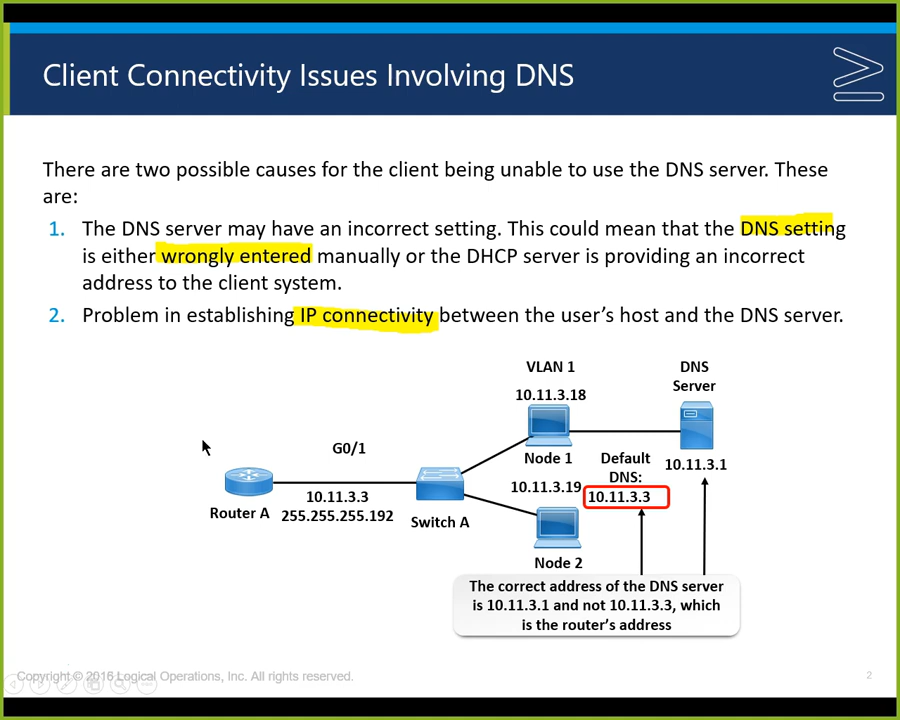 Client Connectivity Issues Involving DNS
There are two possible causes for the client being unable to use the DNS server. These
are:
1. The DNS server may have an incorrect setting. This could mean that the DNS setting
is either wrongly entered manually or the DHCP server is providing an incorrect
address to the client system.
2. Problem in establishing IP connectivity between the user's host and the DNS server.
VLAN 1
10.11.3.18
DNS
Server
G0/1
Node 1
Default
DNS:
10.11.3.3
10.11.3.1
10.11.3.19
Router A
10.11.3.3
255.255.255.192
Switch A
Node 2
The correct address of the DNS server
is 10.11.3.1 and not 10.11.3.3, which
is the router's address
Copyright © 2016 Logical Operations, Inc. All rights reserved.
2